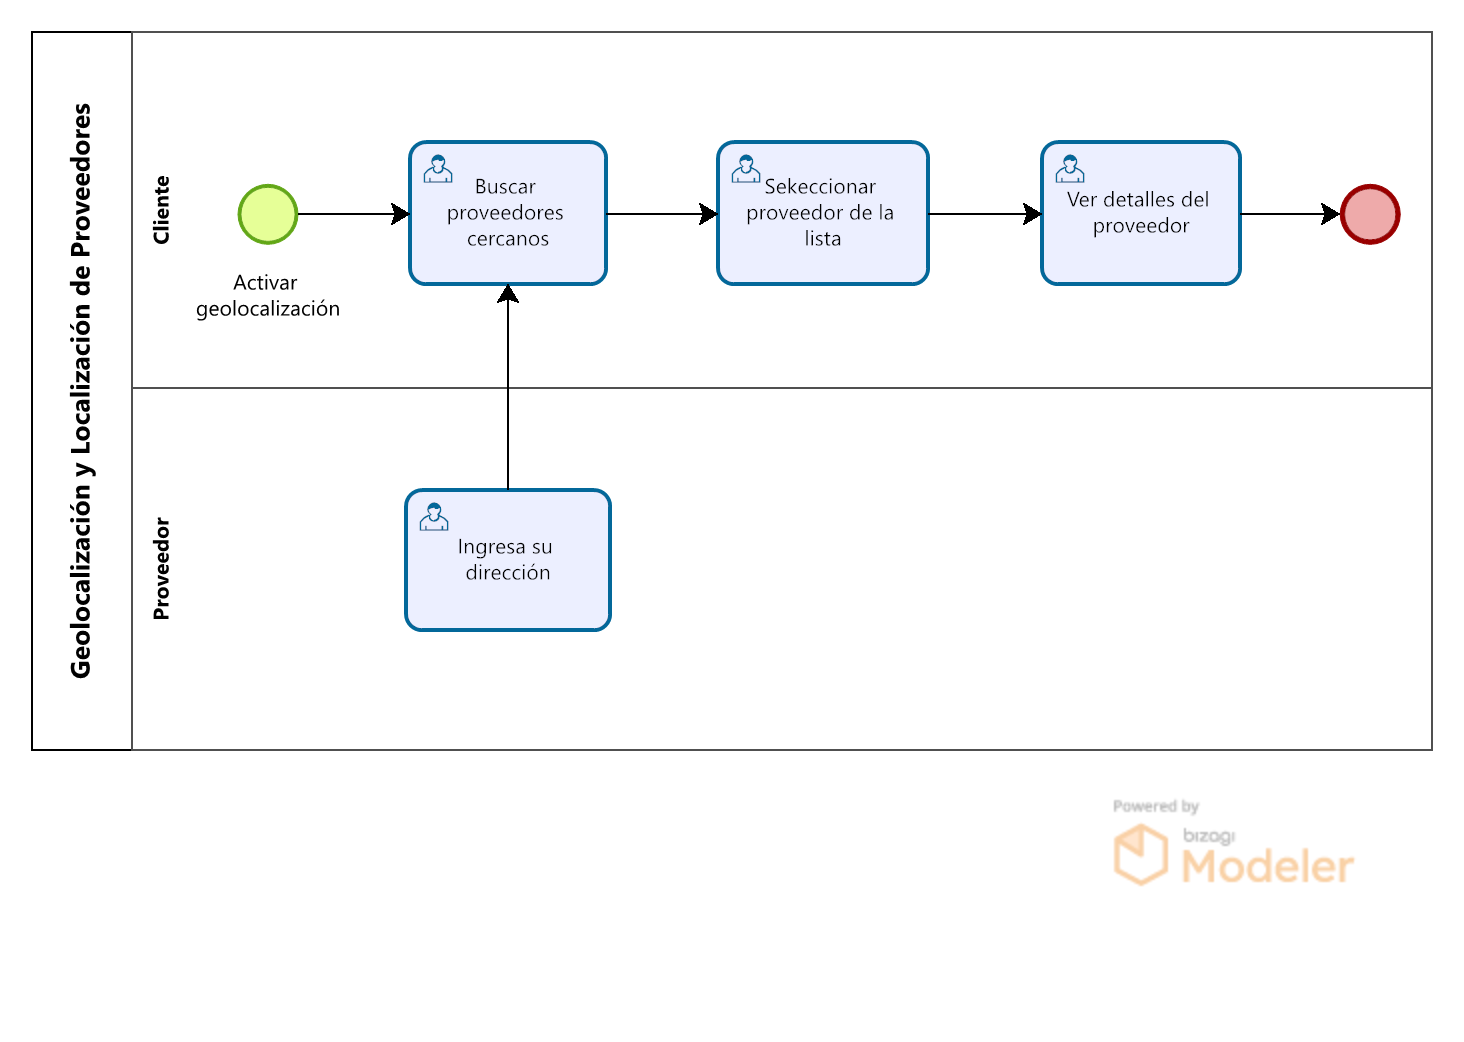 Geolocalización y Localización de Proveedores
Cliente
Activar
geolocalización
Buscar
proveedores
cercanos
Sekeccionar
proveedor de la
lista
Ver detalles del
proveedor
Proveedor
Ingresa su
dirección
Powered by
bizagi
Modeler